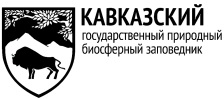 КАВКАЗСКИЙ
государственный природный
биосферный заповедник